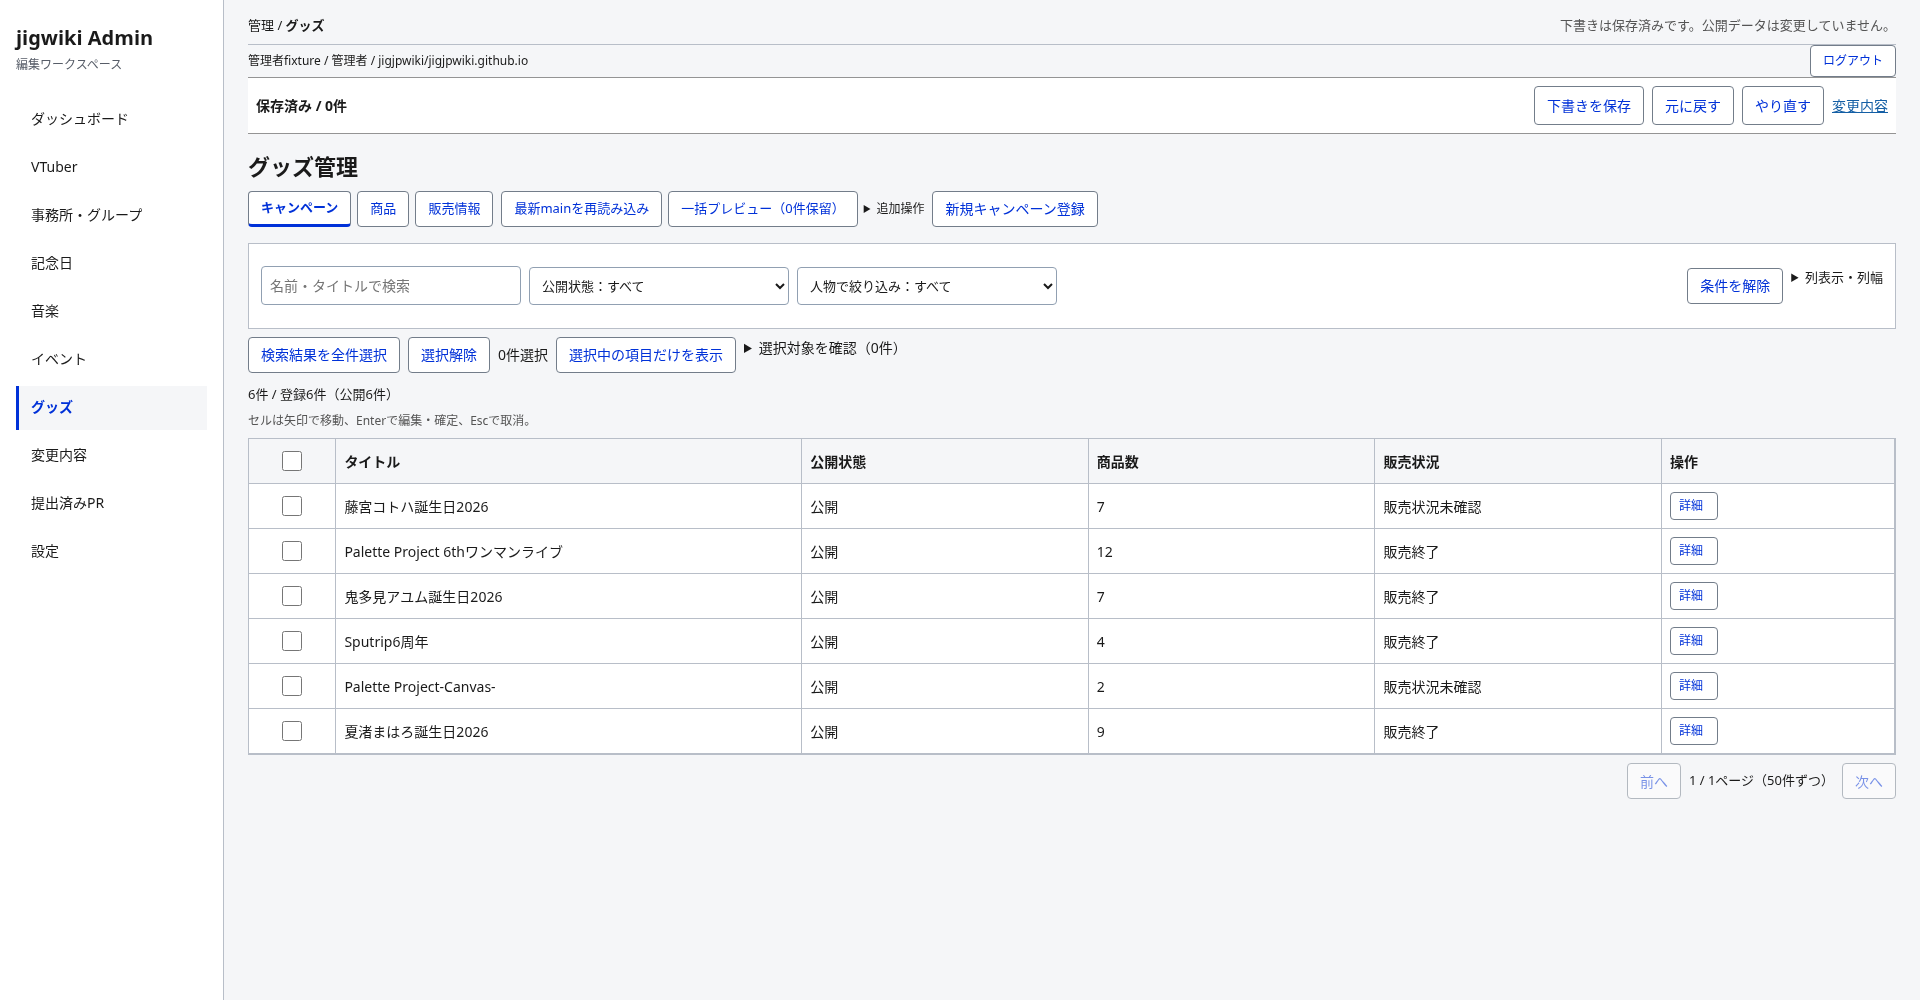 jigwiki Admin
編集ワークスペース
ダッシュボード
VTuber
事務所・グループ
記念日
音楽
イベント
グッズ
変更内容
提出済みPR
設定
管理 / グッズ
下書きは保存済みです。公開データは変更していません。
管理者fixture / 管理者 / jigjpwiki/jigjpwiki.github.io
ログアウト
保存済み / 0件
下書きを保存 元に戻す やり直す 変更内容
グッズ管理
キャンペーン 商品 販売情報 最新mainを再読み込み 一括プレビュー（0件保留） ▶ 追加操作 新規キャンペーン登録
名前・タイトルで検索 公開状態：すべて 人物で絞り込み：すべて 条件を解除 ▶ 列表示・列幅
検索結果を全件選択 選択解除 0件選択 選択中の項目だけを表示 ▶ 選択対象を確認（0件）
6件 / 登録6件（公開6件）
セルは矢印で移動、Enterで編集・確定、Escで取消。
タイトル 公開状態 商品数 販売状況 操作
藤宮コトハ誕生日2026 公開 7 販売状況未確認 詳細
Palette Project 6thワンマンライブ 公開 12 販売終了 詳細
鬼多見アユム誕生日2026 公開 7 販売終了 詳細
Sputrip6周年 公開 4 販売終了 詳細
Palette Project-Canvas- 公開 2 販売状況未確認 詳細
夏渚まはろ誕生日2026 公開 9 販売終了 詳細
前へ 1 / 1ページ（50件ずつ） 次へ